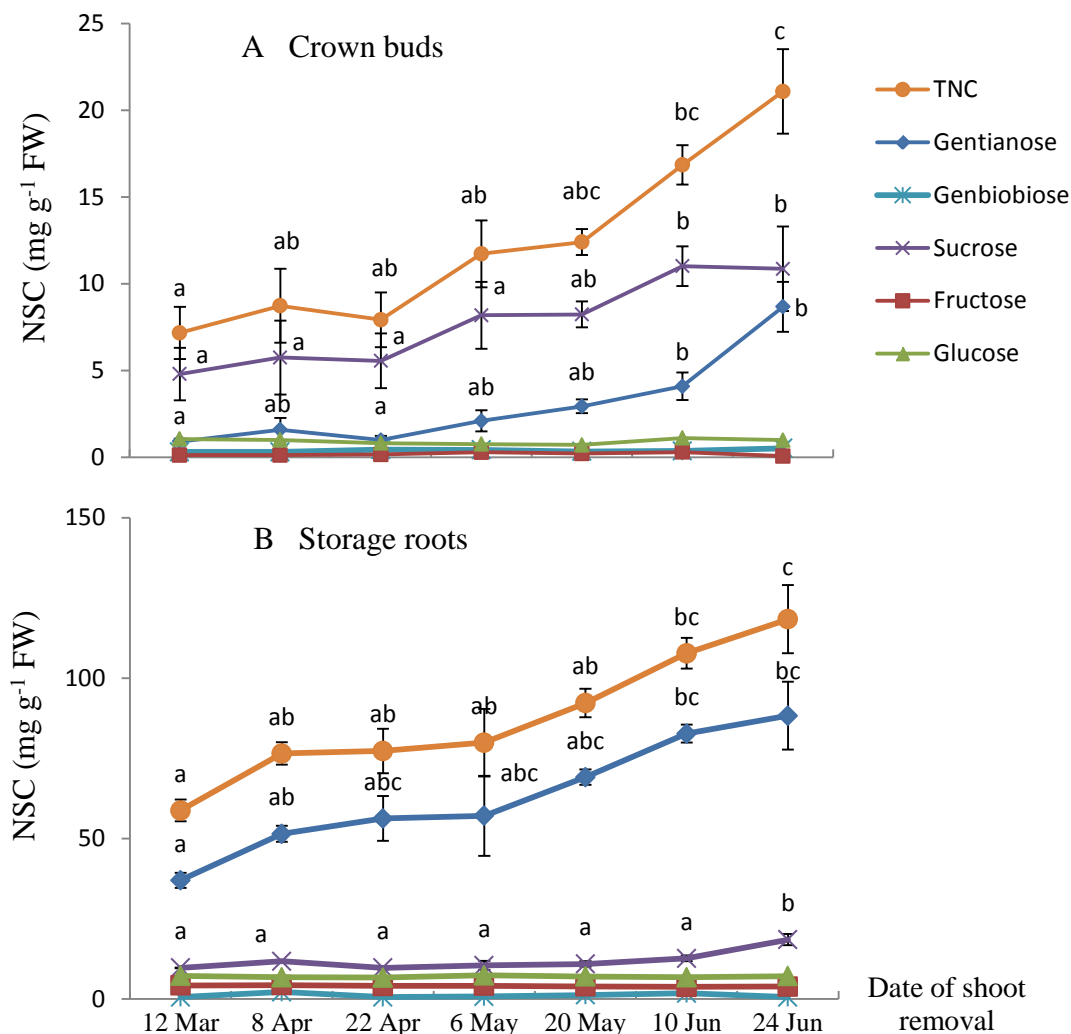 A Crown buds
NSC (mg g-1 FW)
25
20
15
10
5
0
a ab ab ab abc bc c
a a a a ab b b
a ab a ab ab b b
TNC
Gentianose
Genbiobiose
Sucrose
Fructose
Glucose
B Storage roots
NSC (mg g-1 FW)
150
100
50
0
a ab ab ab ab bc c
a ab abc abc abc bc bc
a a a a a a b
12 Mar 8 Apr 22 Apr 6 May 20 May 10 Jun 24 Jun
Date of shoot
removal